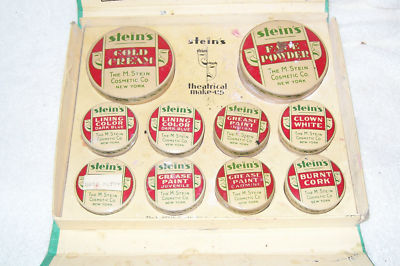 stein's
GOLD
CREAM
THE M. STEIN
COSMETIC CO.
NEW YORK
stein's
theatrical
make-up
stein's
FACE
POWDER
THE M. STEIN
COSMETIC CO.
NEW YORK
stein's
LINING
COLOR
DARK BLUE
THE M. STEIN
COSMETIC CO.
NEW YORK
stein's
LINING
COLOR
DARK BLUE
THE M. STEIN
COSMETIC CO.
NEW YORK
stein's
GREASE
PAINT
INDIAN
THE M. STEIN
COSMETIC CO.
NEW YORK
stein's
CLOWN
WHITE
THE M. STEIN
COSMETIC CO.
NEW YORK
stein's
THE M. STEIN
COSMETIC CO.
NEW YORK
stein's
GREASE
PAINT
JUVENILE
THE M. STEIN
COSMETIC CO.
NEW YORK
stein's
GREASE
PAINT
CARMINE
THE M. STEIN
COSMETIC CO.
NEW YORK
stein's
BURNT
CORK
THE M. STEIN
COSMETIC CO.
NEW YORK